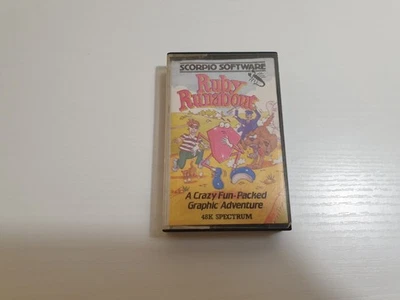 SCORPIO SOFTWARE
Ruby
Runabout
A Crazy Fun-Packed
Graphic Adventure
48K SPECTRUM